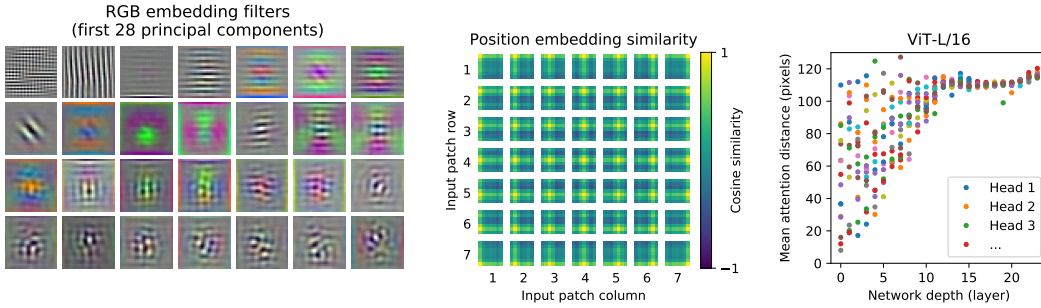 RGB embedding filters
(first 28 principal components)
Position embedding similarity
1
2
3
4
5
6
7
Input patch row
1 2 3 4 5 6 7
Input patch column
1
−1
Cosine similarity
ViT-L/16
120
100
80
60
40
20
0
Mean attention distance (pixels)
0 5 10 15 20
Network depth (layer)
Head 1
Head 2
Head 3
...